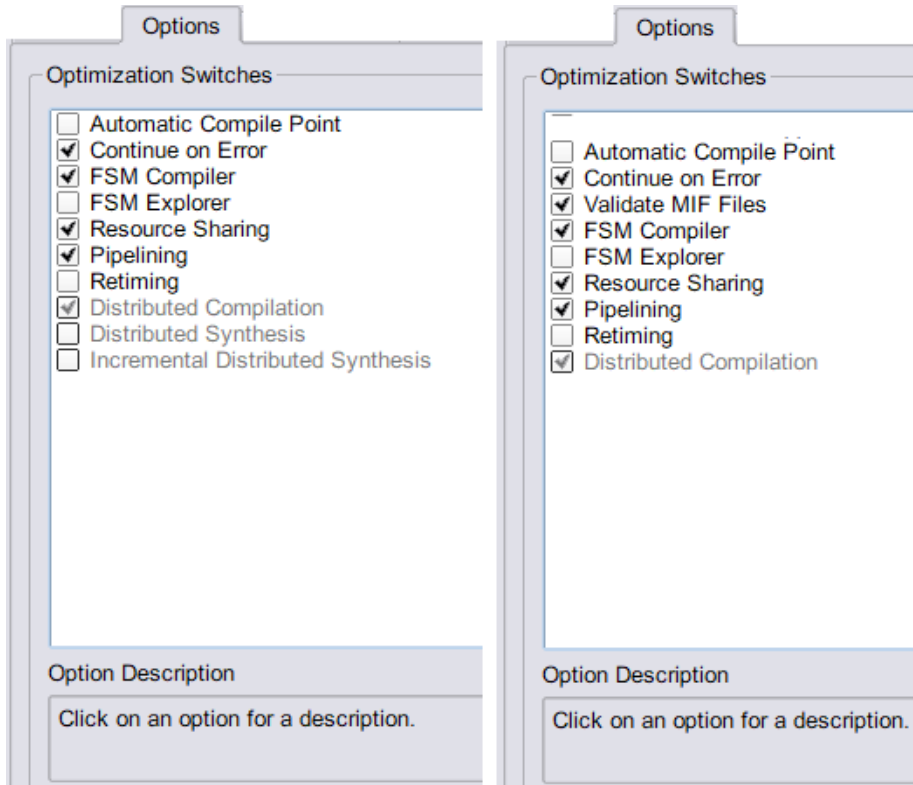 Options
Optimization Switches
Automatic Compile Point
Continue on Error
FSM Compiler
FSM Explorer
Resource Sharing
Pipelining
Retiming
Distributed Compilation
Distributed Synthesis
Incremental Distributed Synthesis
Option Description
Click on an option for a description.
Options
Optimization Switches
Automatic Compile Point
Continue on Error
Validate MIF Files
FSM Compiler
FSM Explorer
Resource Sharing
Pipelining
Retiming
Distributed Compilation
Option Description
Click on an option for a description.